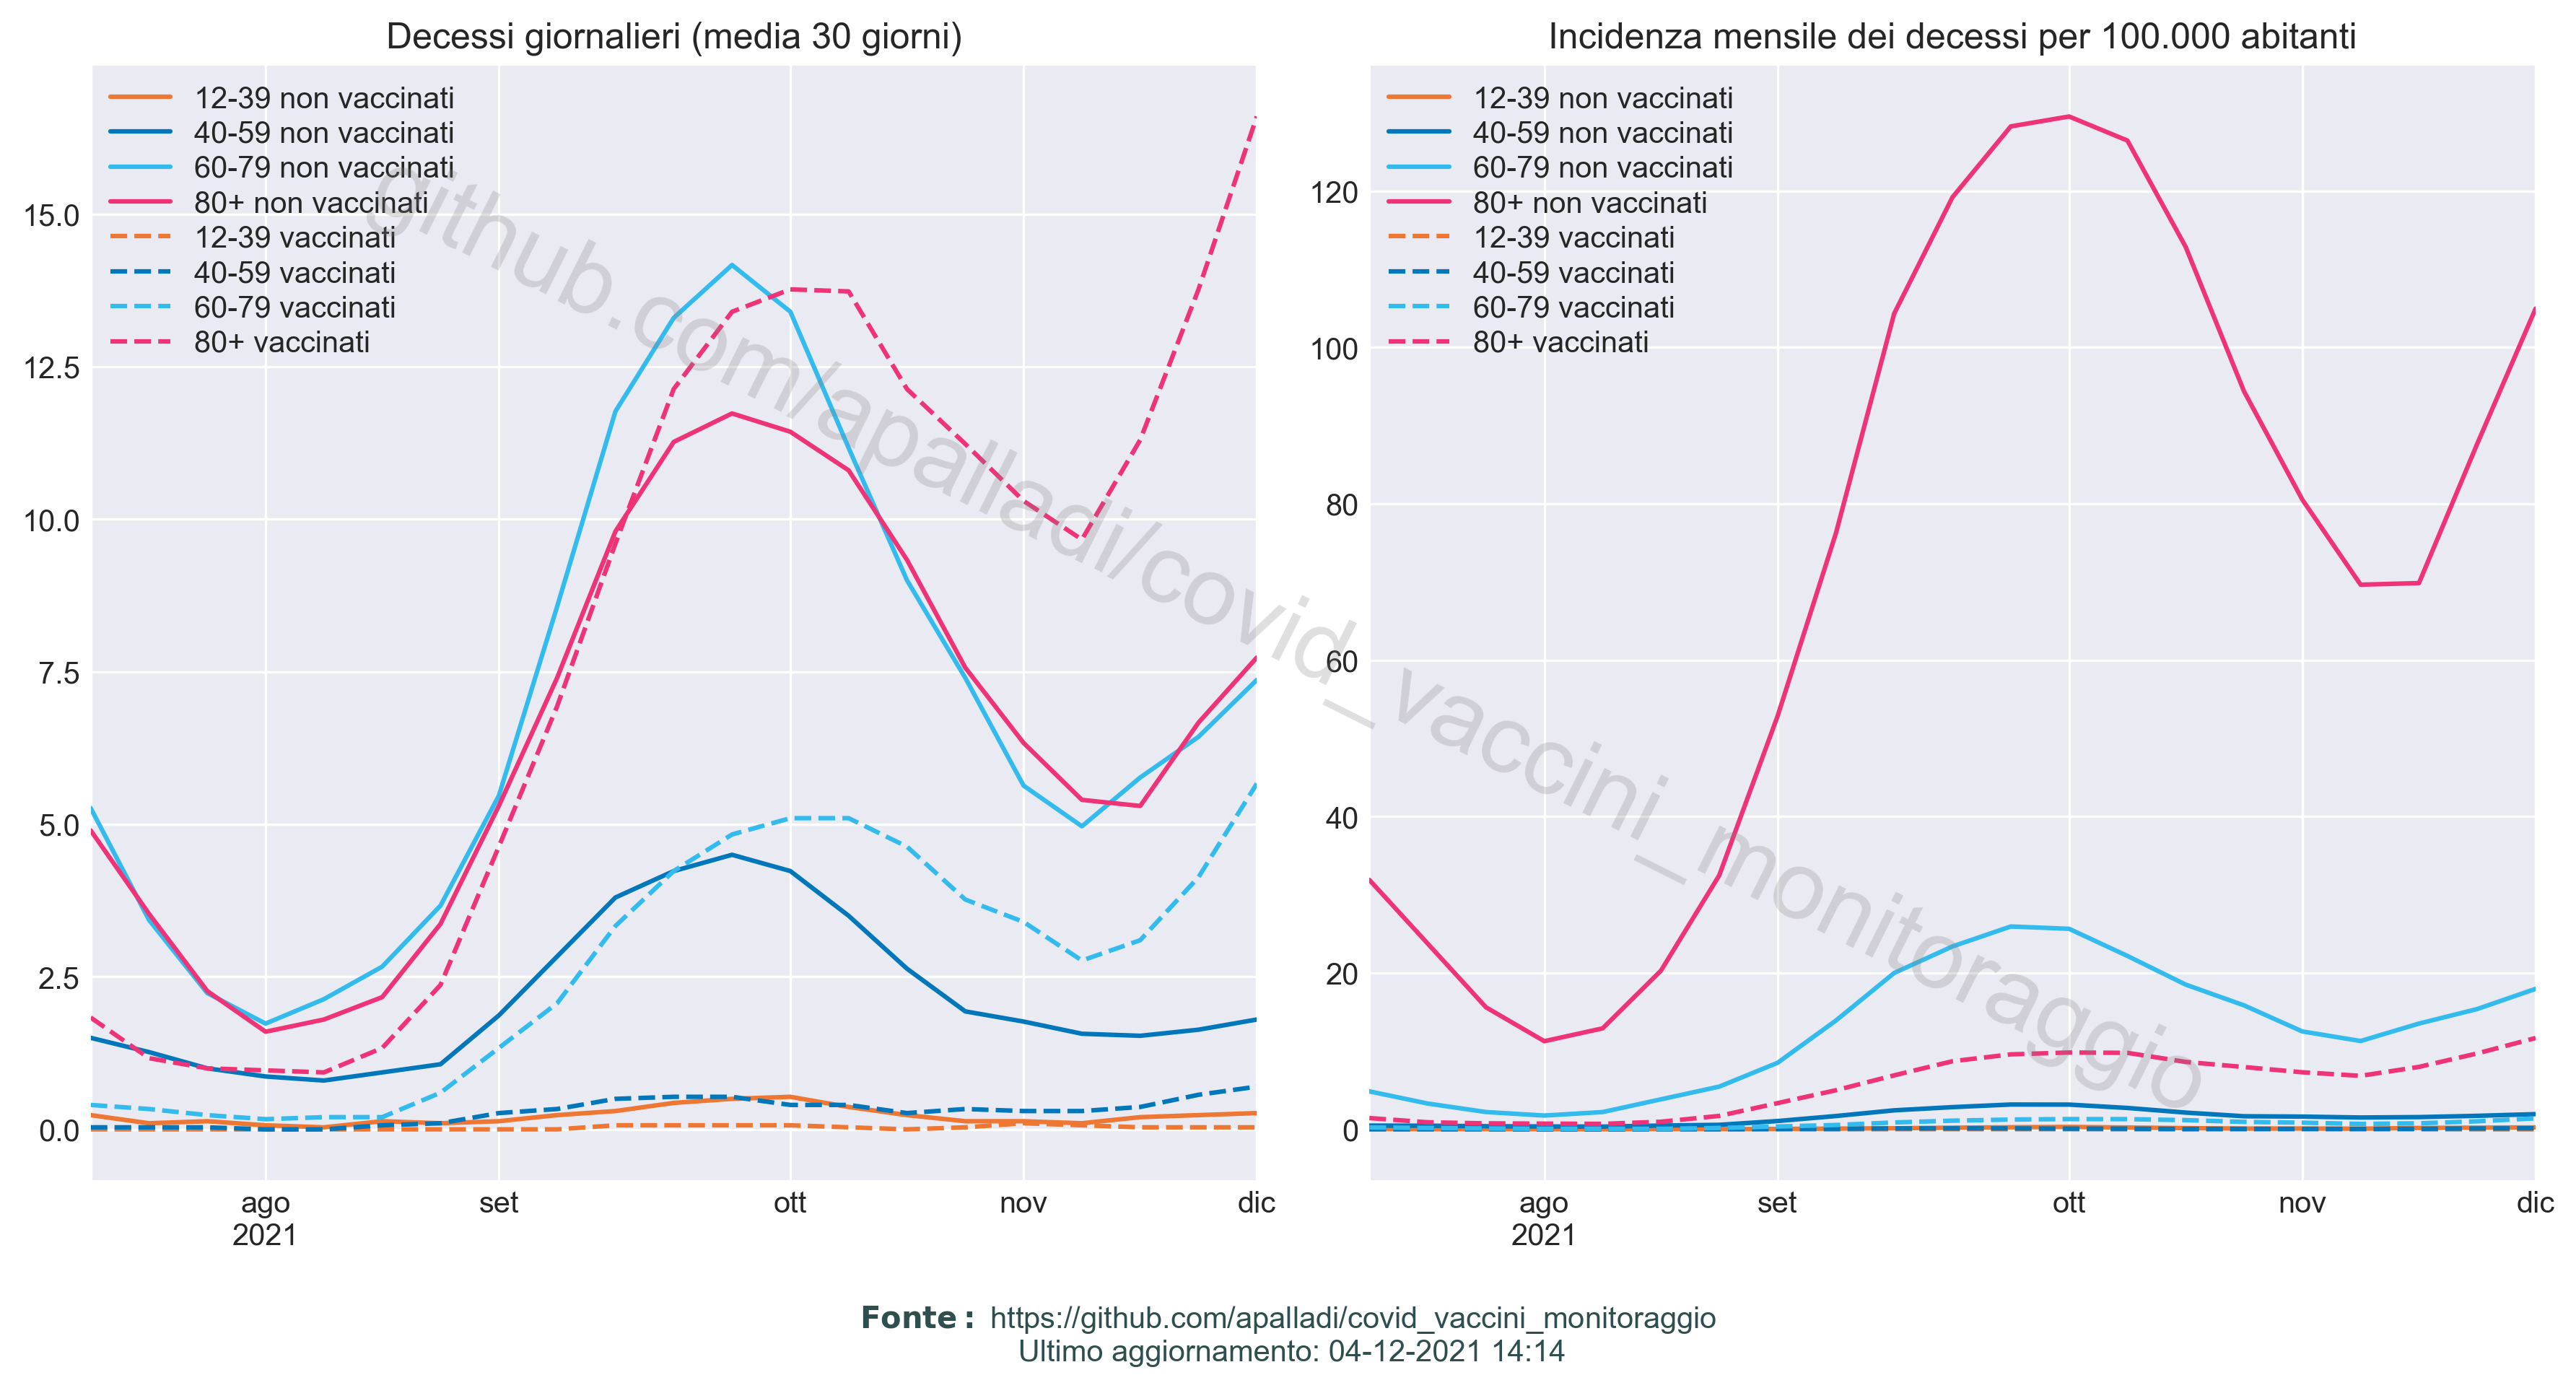 Decessi giornalieri (media 30 giorni)
12-39 non vaccinati
40-59 non vaccinati
60-79 non vaccinati
80+ non vaccinati
12-39 vaccinati
40-59 vaccinati
60-79 vaccinati
80+ vaccinati
15.0
12.5
10.0
7.5
5.0
2.5
0.0
ago
2021
set
ott
nov
dic
Incidenza mensile dei decessi per 100.000 abitanti
12-39 non vaccinati
40-59 non vaccinati
60-79 non vaccinati
80+ non vaccinati
12-39 vaccinati
40-59 vaccinati
60-79 vaccinati
80+ vaccinati
120
100
80
60
40
20
0
ago
2021
set
ott
nov
dic
github.com/apalladi/covid_vaccini_monitoraggio
Fonte: https://github.com/apalladi/covid_vaccini_monitoraggio
Ultimo aggiornamento: 04-12-2021 14:14